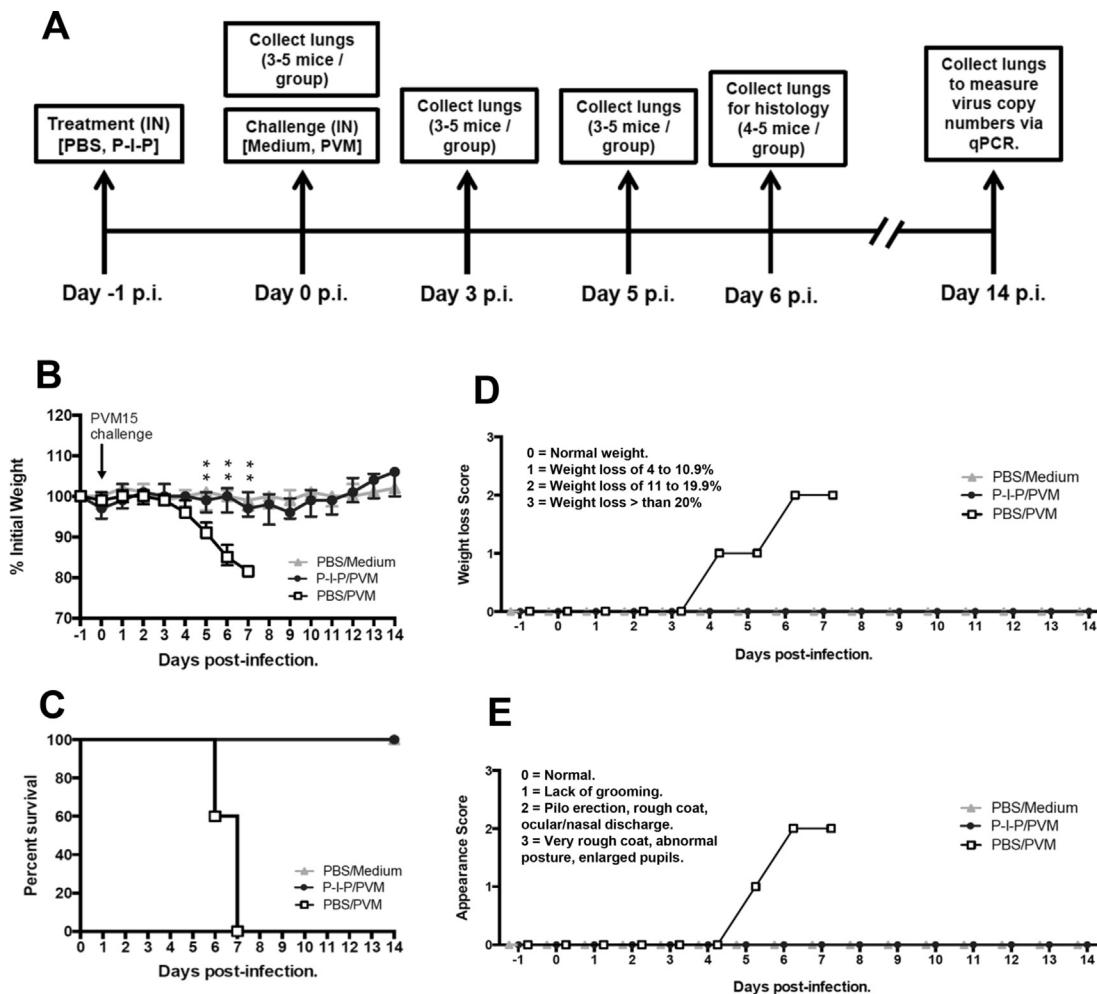 A
Collect lungs
(3-5 mice /
group)
Treatment (IN)
[PBS, P-I-P]
Challenge (IN)
[Medium, PVM]
Collect lungs
(3-5 mice /
group)
Collect lungs
(3-5 mice /
group)
Collect lungs
for histology
(4-5 mice /
group)
Collect lungs
to measure
virus copy
numbers via
qPCR.
Day -1 p.i.
Day 0 p.i.
Day 3 p.i.
Day 5 p.i.
Day 6 p.i.
Day 14 p.i.
B
PVM15
challenge
** ** **
% Initial Weight
120
110
100
90
80
70
PBS/Medium
P-I-P/PVM
PBS/PVM
-1 0 1 2 3 4 5 6 7 8 9 10 11 12 13 14
Days post-infection.
C
Percent survival
100
80
60
40
20
0
PBS/Medium
P-I-P/PVM
PBS/PVM
0 1 2 3 4 5 6 7 8 9 10 11 12 13 14
Days post-infection.
D
Weight loss Score
3
2
1
0
0 = Normal weight.
1 = Weight loss of 4 to 10.9%
2 = Weight loss of 11 to 19.9%
3 = Weight loss > than 20%
PBS/Medium
P-I-P/PVM
PBS/PVM
-1 0 1 2 3 4 5 6 7 8 9 10 11 12 13 14
Days post-infection.
E
Appearance Score
3
2
1
0
0 = Normal.
1 = Lack of grooming.
2 = Pilo erection, rough coat,
ocular/nasal discharge.
3 = Very rough coat, abnormal
posture, enlarged pupils.
PBS/Medium
P-I-P/PVM
PBS/PVM
-1 0 1 2 3 4 5 6 7 8 9 10 11 12 13 14
Days post-infection.